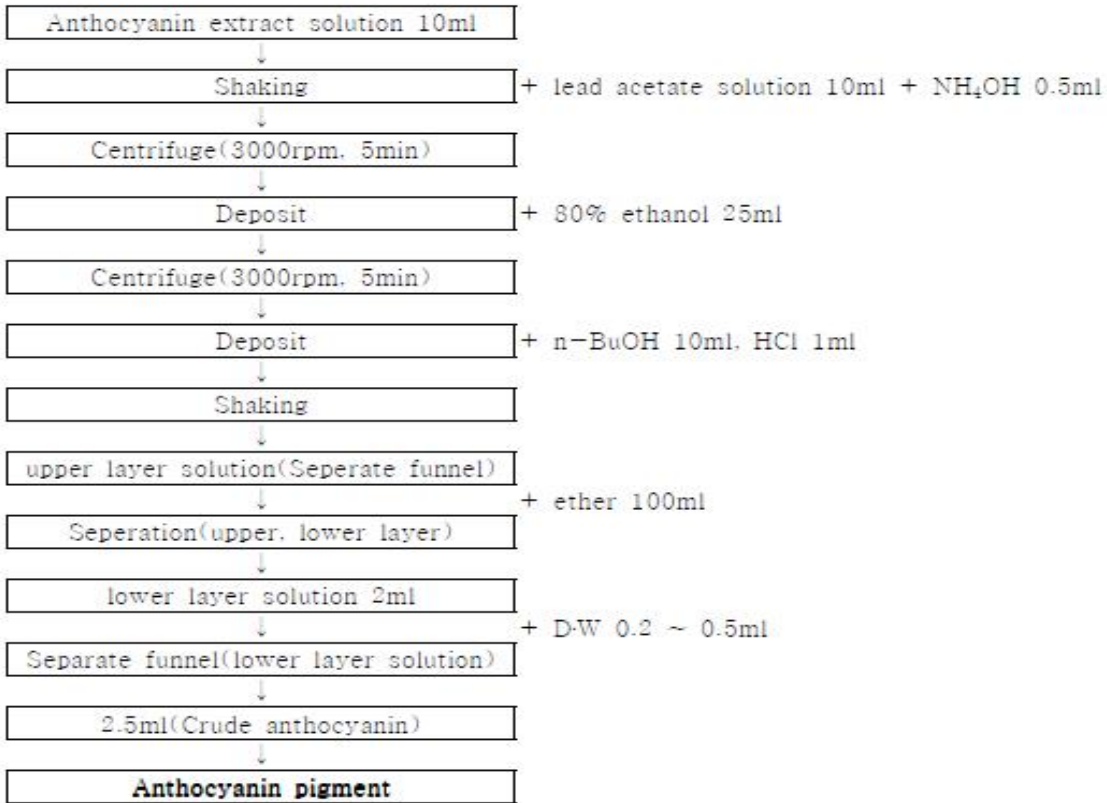 Anthocyanin extract solution 10ml
↓
Shaking + lead acetate solution 10ml + NH₄OH 0.5ml
↓
Centrifuge(3000rpm, 5min)
↓
Deposit + 80% ethanol 25ml
↓
Centrifuge(3000rpm, 5min)
↓
Deposit + n-BuOH 10ml, HCl 1ml
↓
Shaking
↓
upper layer solution(Seperate funnel)
↓ + ether 100ml
Seperation(upper, lower layer)
↓
lower layer solution 2ml
↓ + D·W 0.2 ~ 0.5ml
Separate funnel(lower layer solution)
↓
2.5ml(Crude anthocyanin)
↓
Anthocyanin pigment